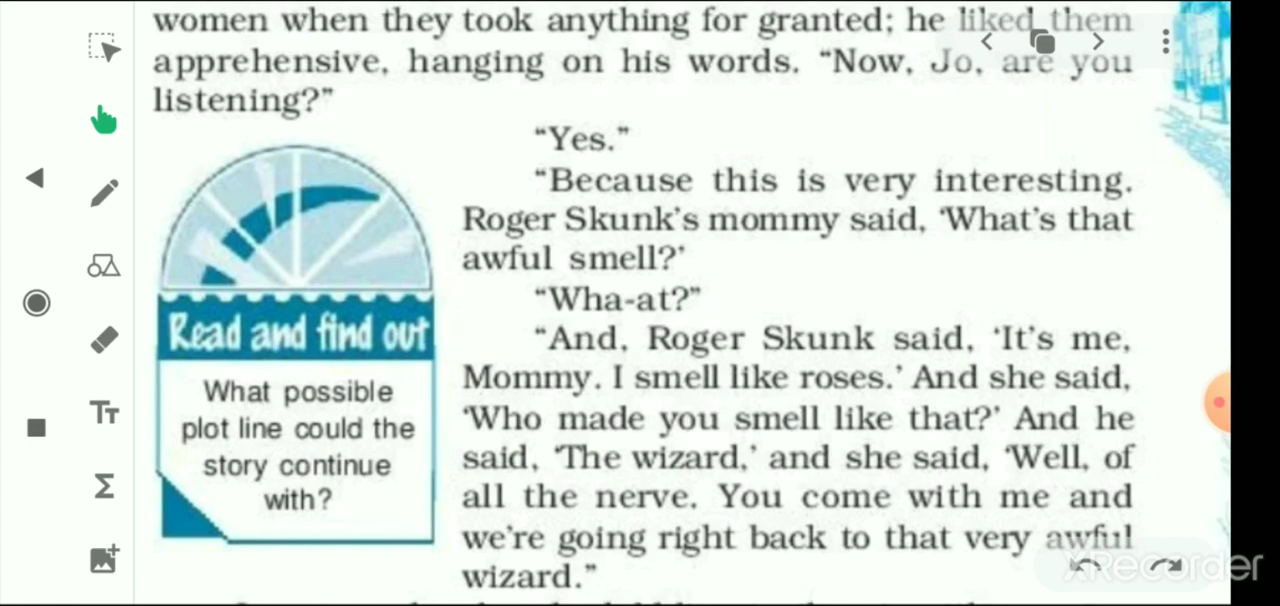 women when they took anything for granted; he liked them
apprehensive, hanging on his words. “Now, Jo, are you
listening?”
“Yes.”
“Because this is very interesting.
Roger Skunk’s mommy said, ‘What’s that
awful smell?’
“Wha-at?”
“And, Roger Skunk said, ‘It’s me,
Mommy. I smell like roses.’ And she said,
‘Who made you smell like that?’ And he
said, ‘The wizard,’ and she said, ‘Well, of
all the nerve. You come with me and
we’re going right back to that very awful
wizard.”
Read and find out
What possible
plot line could the
story continue
with?
TT
Σ
XRecorder